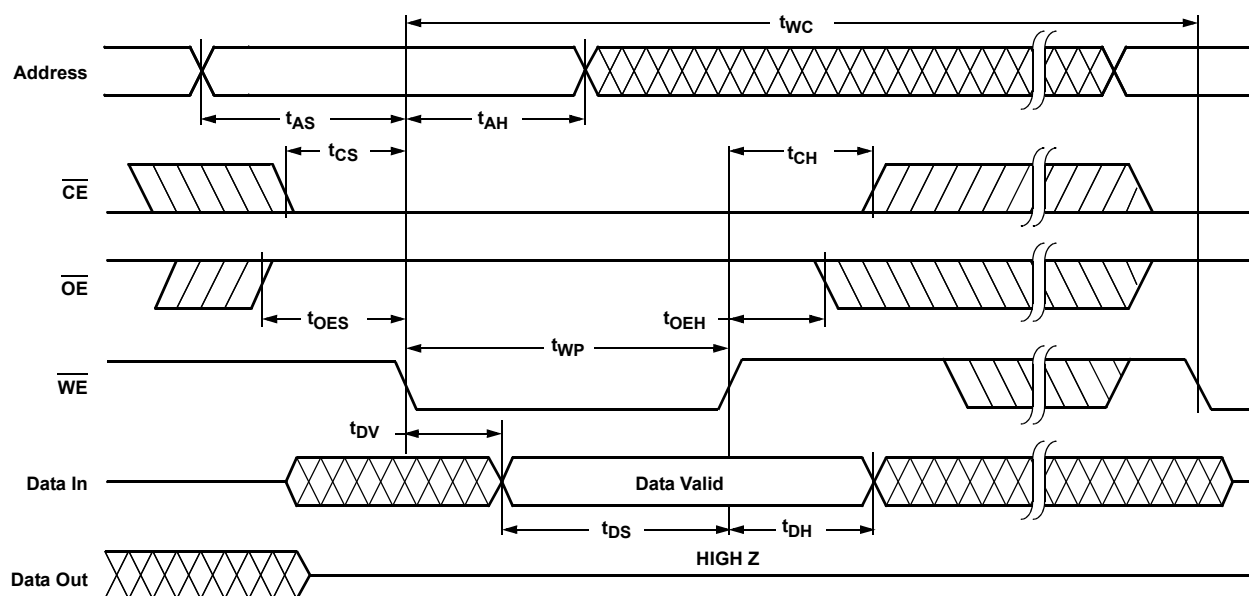 tWC
Address
tAS
tAH
tCS
tCH
CE
OE
tOES
tOEH
tWP
WE
tDV
Data In
Data Valid
tDS
tDH
HIGH Z
Data Out